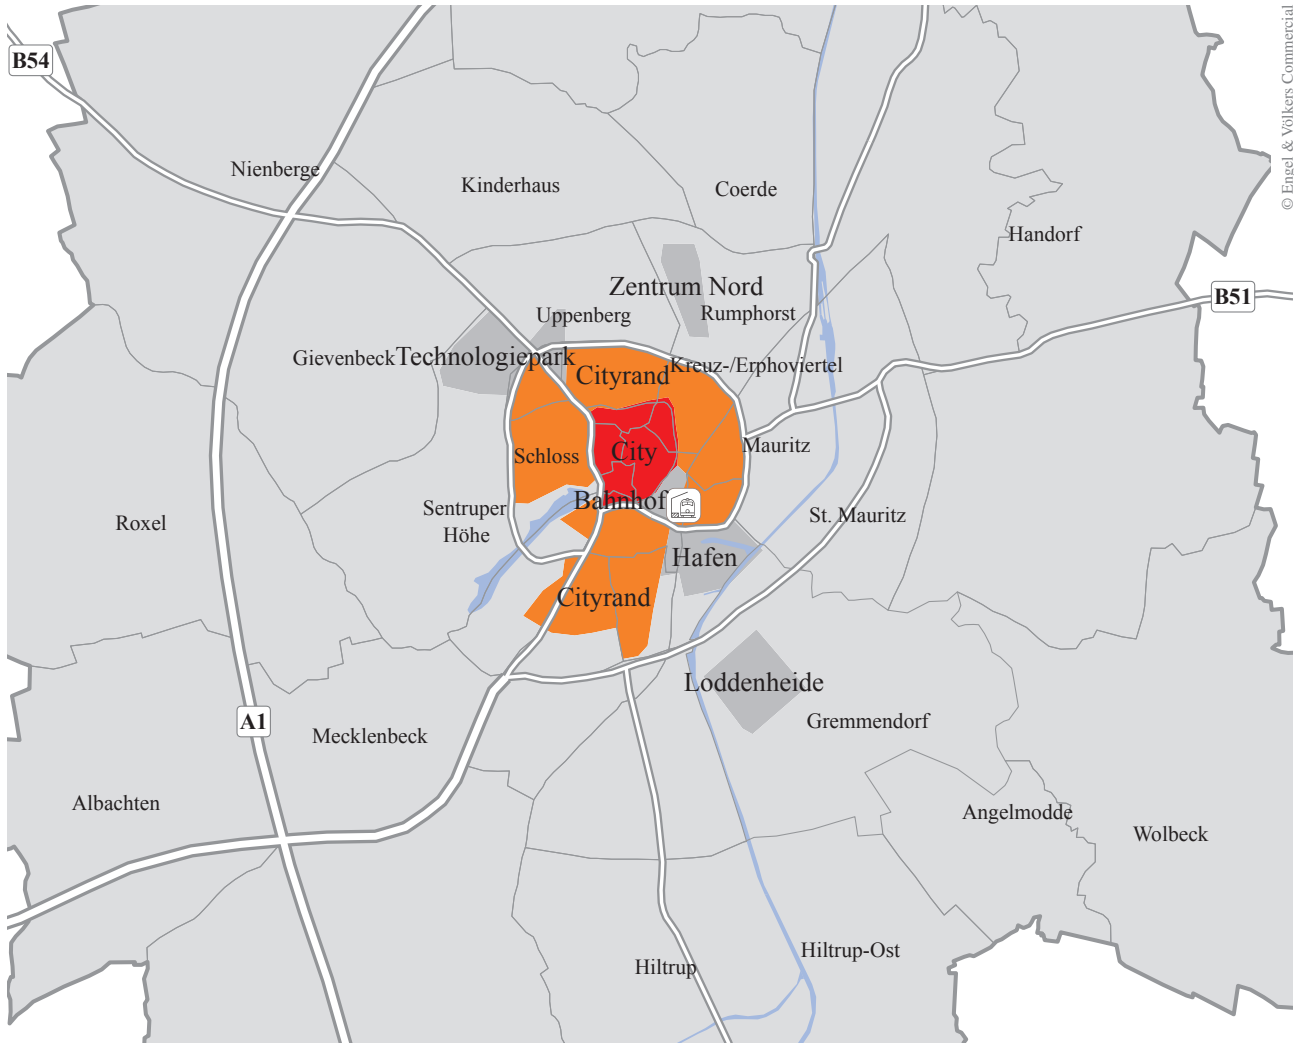 © Engel & Völkers Commercial
B54
Nienberge
Kinderhaus
Coerde
Handorf
Zentrum Nord
B51
Uppenberg
Rumphorst
Gievenbeck
Technologiepark
Cityrand
Kreuz-/Erphoviertel
Schloss
City
Mauritz
Bahnhof
Sentruper
Höhe
Roxel
St. Mauritz
Hafen
Cityrand
Loddenheide
A1
Mecklenbeck
Gremmendorf
Albachten
Angelmodde
Wolbeck
Hiltrup
Hiltrup-Ost